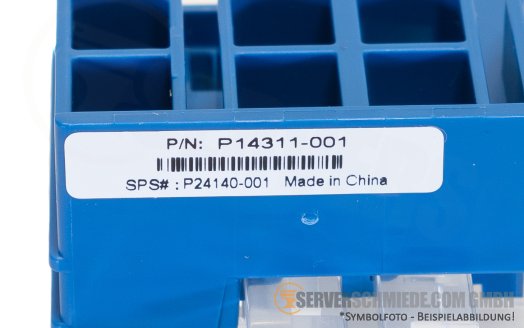 P/N: P14311-001
SPS# : P24140-001 Made in China
SERVERSCHMIEDE.COM GMBH
*SYMBOLFOTO - BEISPIELABBILDUNG!